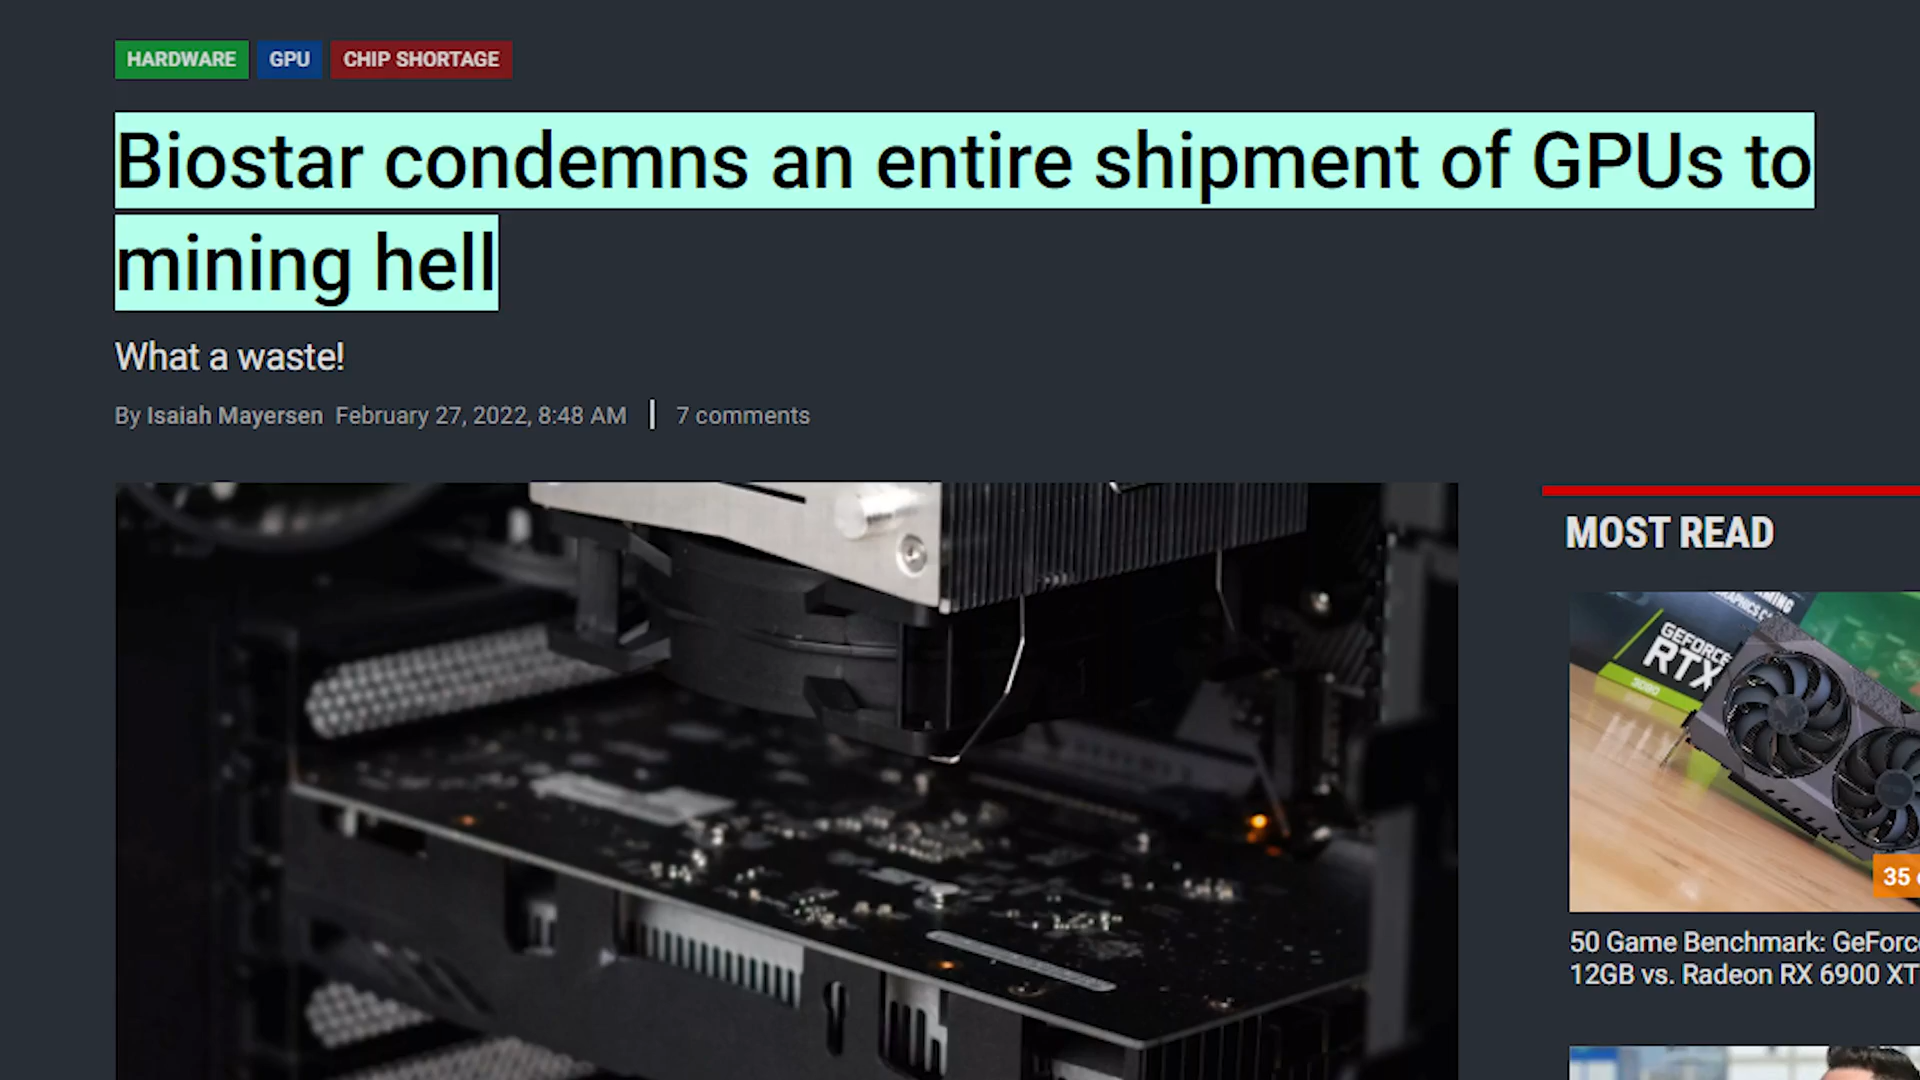 HARDWARE GPU CHIP SHORTAGE
Biostar condemns an entire shipment of GPUs to
mining hell
What a waste!
By Isaiah Mayersen February 27, 2022, 8:48 AM | 7 comments
MOST READ
GEFORCE
RTX
3080
35
50 Game Benchmark: GeForc
12GB vs. Radeon RX 6900 XT